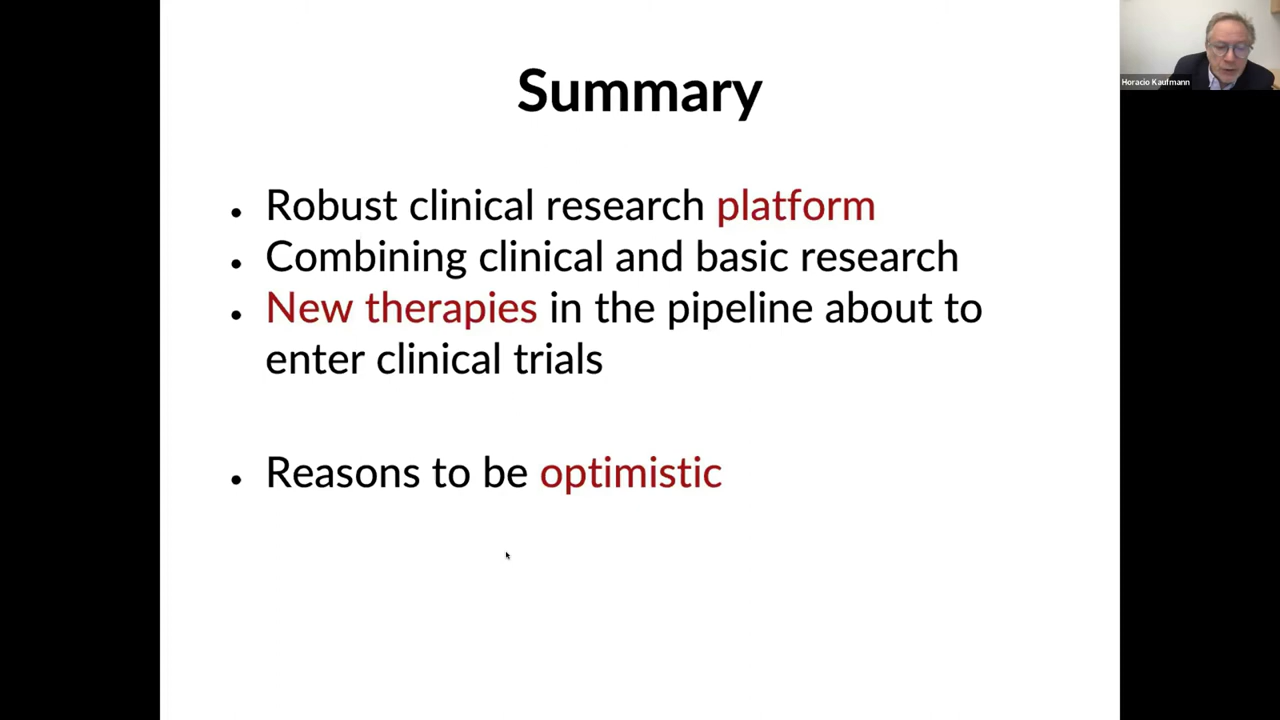 Summary
• Robust clinical research platform
• Combining clinical and basic research
• New therapies in the pipeline about to
enter clinical trials
• Reasons to be optimistic
Horacio Kaufmann